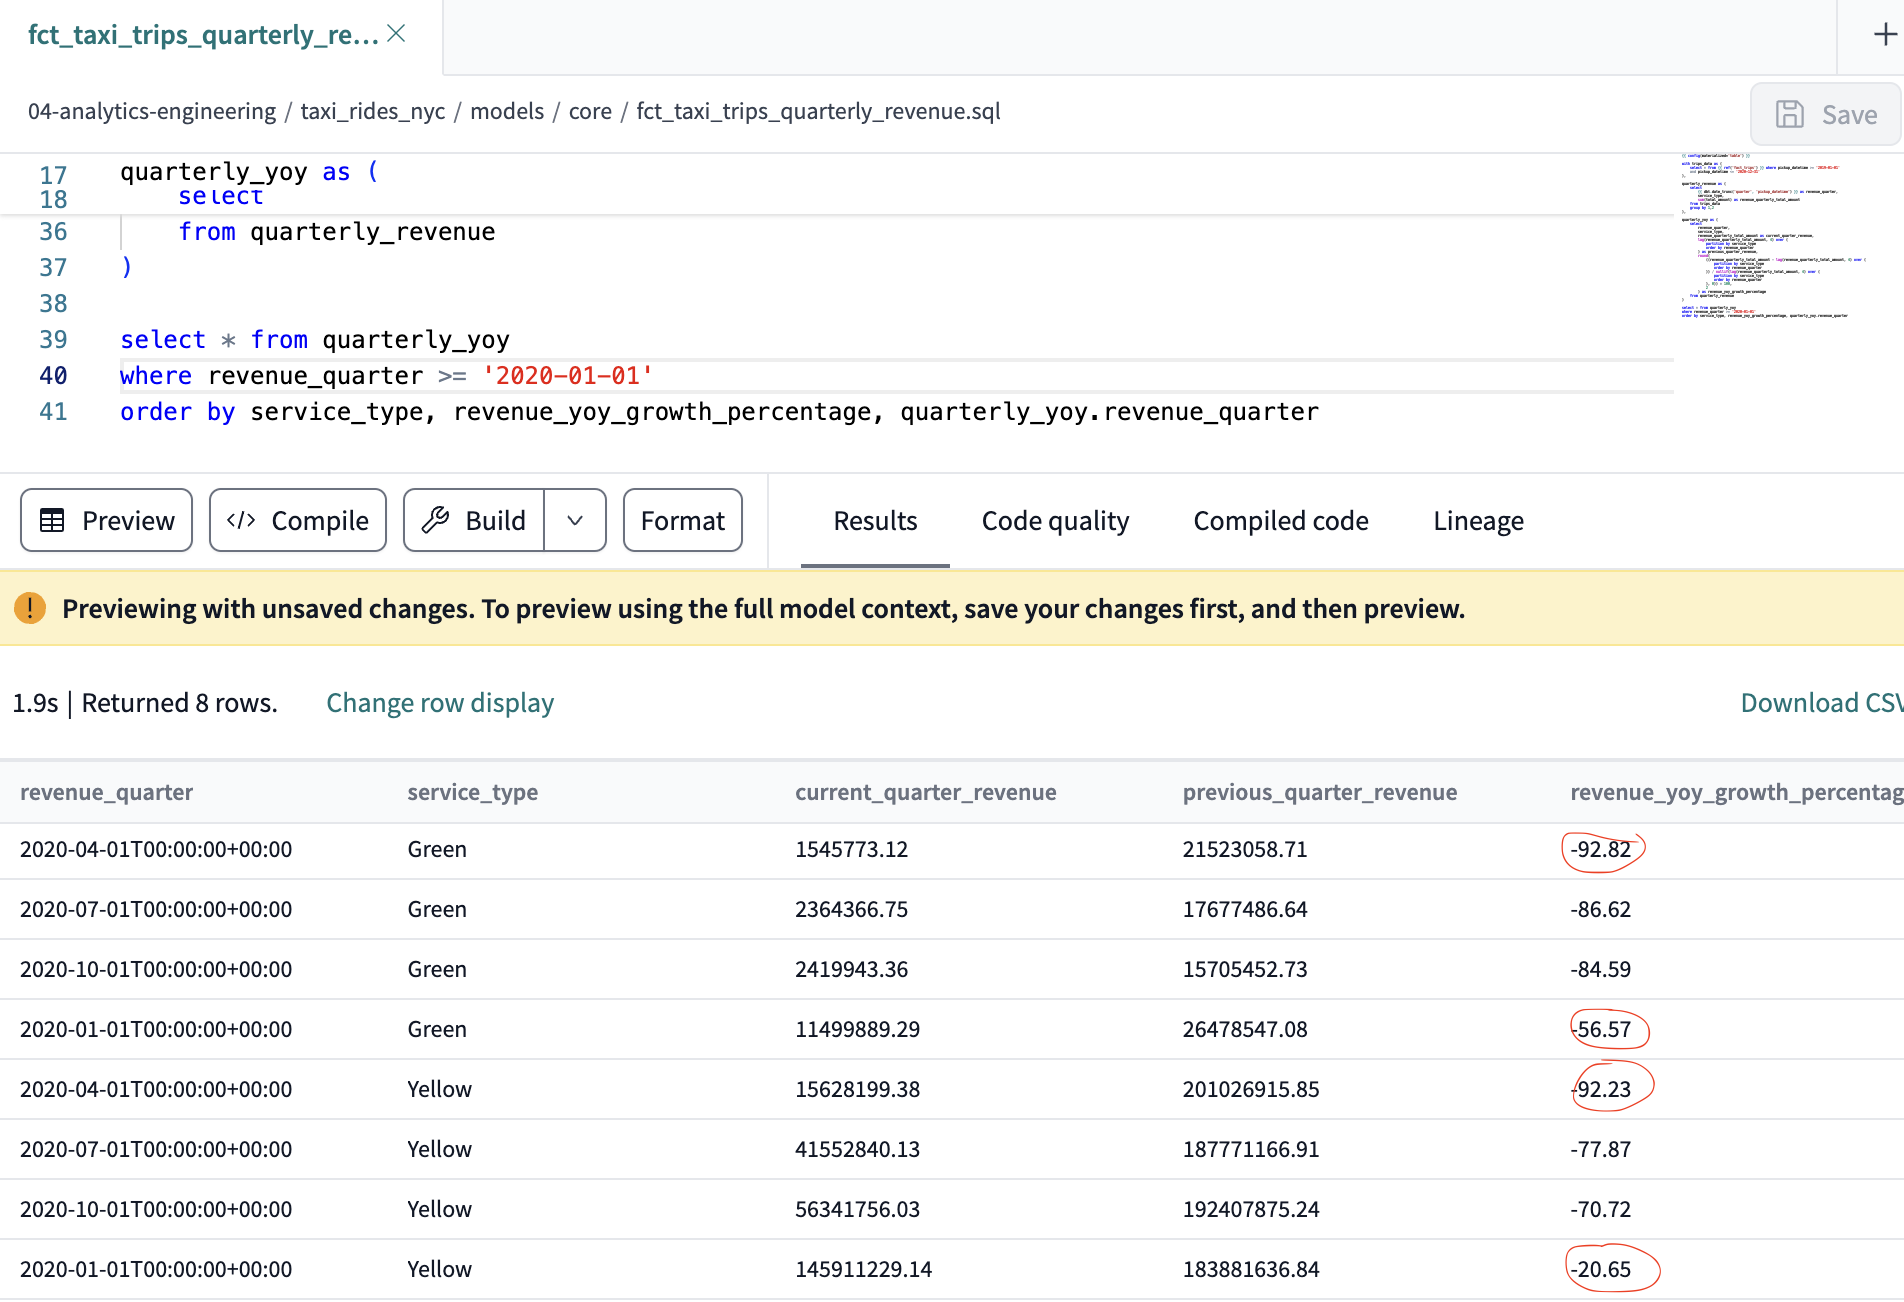 fct_taxi_trips_quarterly_re...
04-analytics-engineering / taxi_rides_nyc / models / core / fct_taxi_trips_quarterly_revenue.sql
Save
17 quarterly_yoy as (
18 select
36 from quarterly_revenue
37 )
38
39 select * from quarterly_yoy
40 where revenue_quarter >= '2020-01-01'
41 order by service_type, revenue_yoy_growth_percentage, quarterly_yoy.revenue_quarter
Preview </> Compile Build Format Results Code quality Compiled code Lineage
Previewing with unsaved changes. To preview using the full model context, save your changes first, and then preview.
1.9s | Returned 8 rows. Change row display Download CSV
revenue_quarter service_type current_quarter_revenue previous_quarter_revenue revenue_yoy_growth_percentag
2020-04-01T00:00:00+00:00 Green 1545773.12 21523058.71 -92.82
2020-07-01T00:00:00+00:00 Green 2364366.75 17677486.64 -86.62
2020-10-01T00:00:00+00:00 Green 2419943.36 15705452.73 -84.59
2020-01-01T00:00:00+00:00 Green 11499889.29 26478547.08 -56.57
2020-04-01T00:00:00+00:00 Yellow 15628199.38 201026915.85 -92.23
2020-07-01T00:00:00+00:00 Yellow 41552840.13 187771166.91 -77.87
2020-10-01T00:00:00+00:00 Yellow 56341756.03 192407875.24 -70.72
2020-01-01T00:00:00+00:00 Yellow 145911229.14 183881636.84 -20.65